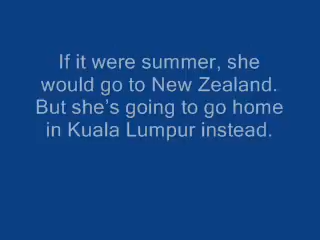 If it were summer, she
would go to New Zealand.
But she's going to go home
in Kuala Lumpur instead.